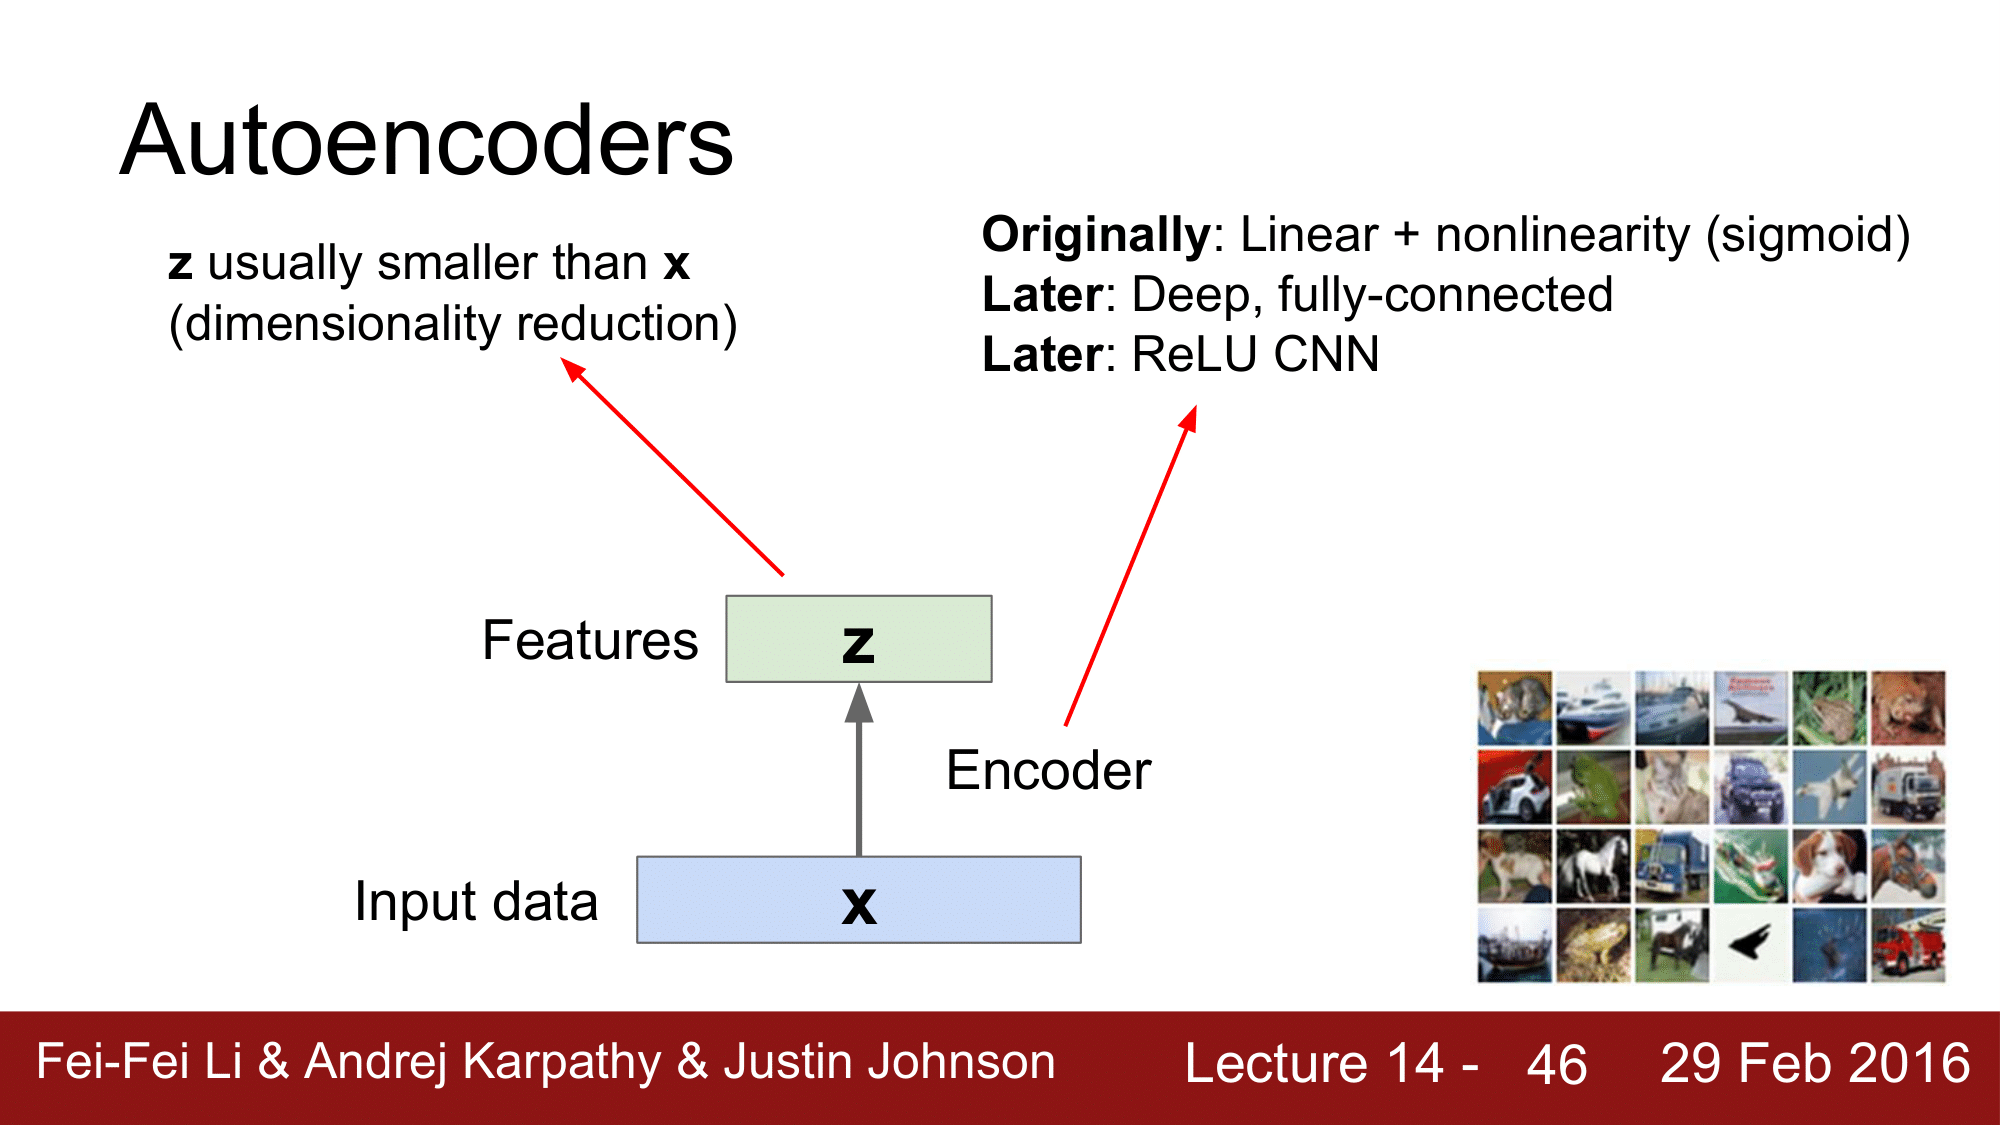 Autoencoders
z usually smaller than x
(dimensionality reduction)
Originally: Linear + nonlinearity (sigmoid)
Later: Deep, fully-connected
Later: ReLU CNN
Features
z
Encoder
Input data
x
Fei-Fei Li & Andrej Karpathy & Justin Johnson
Lecture 14 - 46
29 Feb 2016